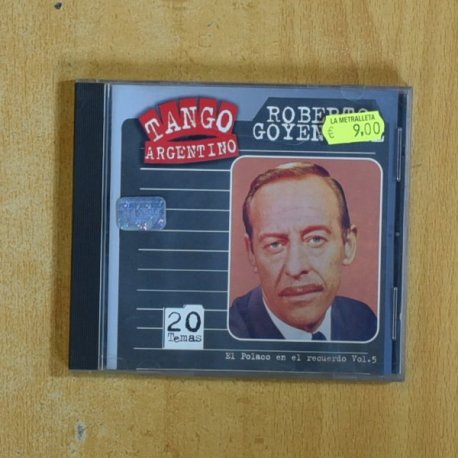 TANGO
ARGENTINO
ROBERTO
GOYEN
LA METRALLETA
€ 9,00
20
Temas
El Polaco en el recuerdo Vol.5